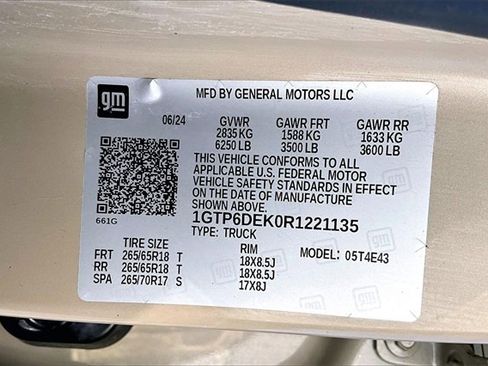 gm
MFD BY GENERAL MOTORS LLC
06/24 GVWR GAWR FRT GAWR RR
2835 KG 1588 KG 1633 KG
6250 LB 3500 LB 3600 LB
THIS VEHICLE CONFORMS TO ALL
APPLICABLE U.S. FEDERAL MOTOR
VEHICLE SAFETY STANDARDS IN EFFECT
ON THE DATE OF MANUFACTURE
SHOWN ABOVE.
661G
1GTP6DEK0R1221135
TYPE: TRUCK
TIRE SIZE RIM MODEL: 05T4E43
FRT 265/65R18 T 18X8.5J
RR 265/65R18 T 18X8.5J
SPA 265/70R17 S 17X8J